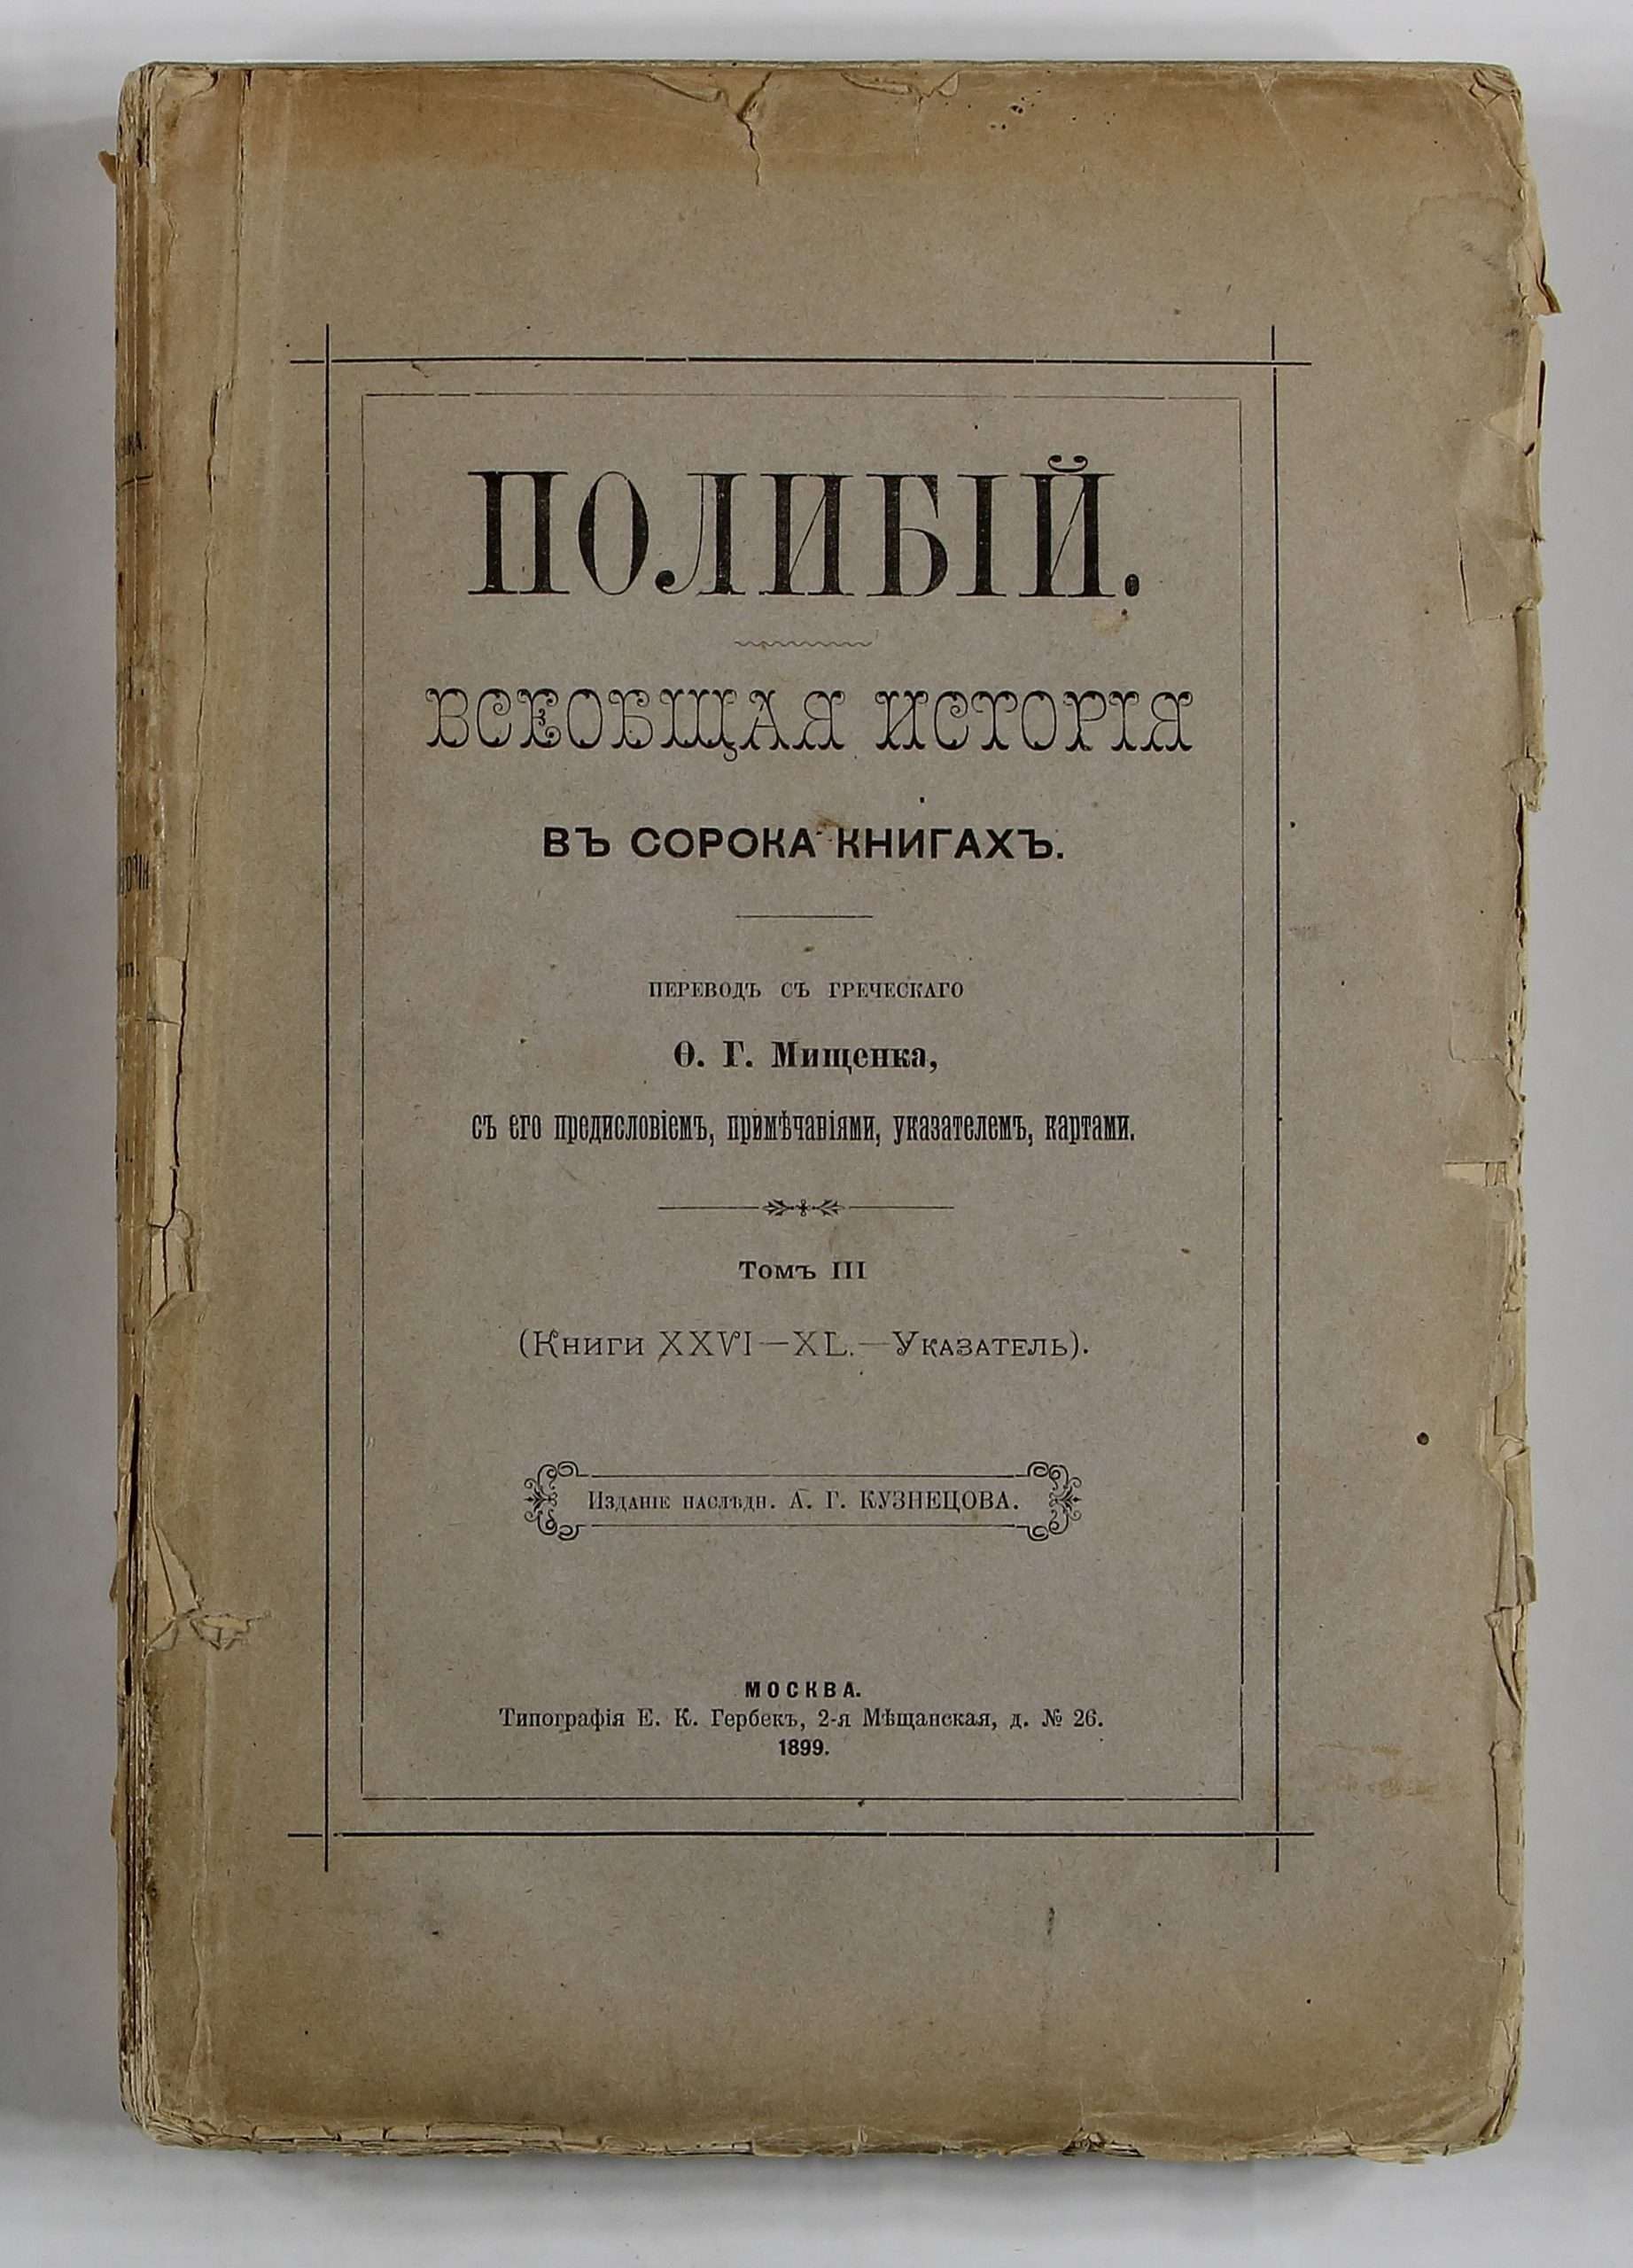 ПОЛИБІЙ.
ВСЕОБЩАЯ ИСТОРІЯ
ВЪ СОРОКА КНИГАХЪ.
ПЕРЕВОДЪ СЪ ГРЕЧЕСКАГО
Ѳ. Г. Мищенка,
съ его предисловіемъ, примѣчаніями, указателемъ, картами.
Томъ III
(Книги XXVI—XL.—Указатель).
Изданіе наслѣдн. А. Г. КУЗНЕЦОВА.
МОСКВА.
Типографія Е. К. Гербекъ, 2-я Мѣщанская, д. № 26.
1899.